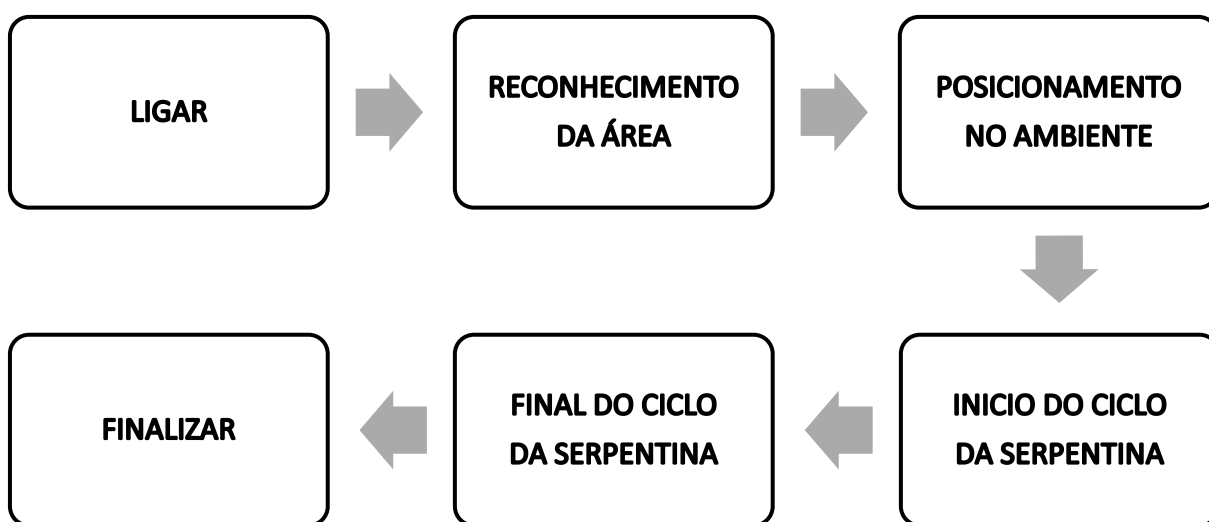 LIGAR
RECONHECIMENTO
DA ÁREA
POSICIONAMENTO
NO AMBIENTE
INICIO DO CICLO
DA SERPENTINA
FINAL DO CICLO
DA SERPENTINA
FINALIZAR